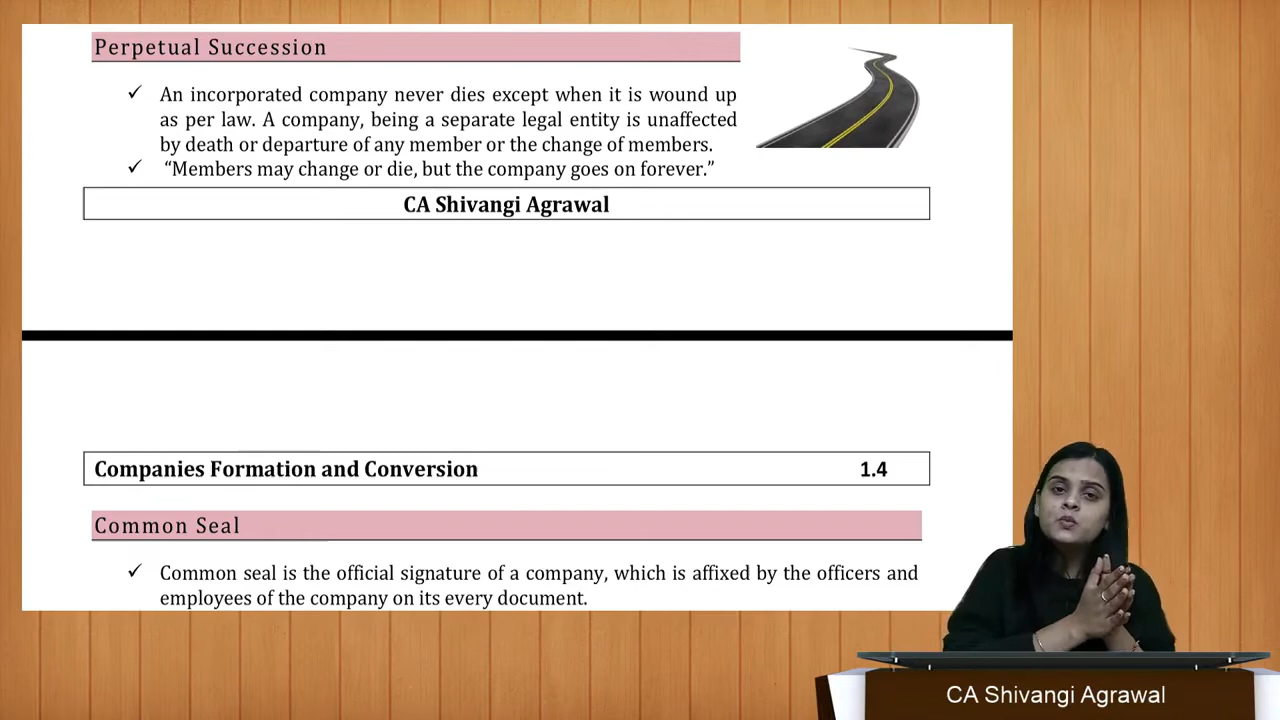 Perpetual Succession
✓ An incorporated company never dies except when it is wound up
as per law. A company, being a separate legal entity is unaffected
by death or departure of any member or the change of members.
✓ “Members may change or die, but the company goes on forever.”
CA Shivangi Agrawal
Companies Formation and Conversion 1.4
Common Seal
✓ Common seal is the official signature of a company, which is affixed by the officers and
employees of the company on its every document.
CA Shivangi Agrawal